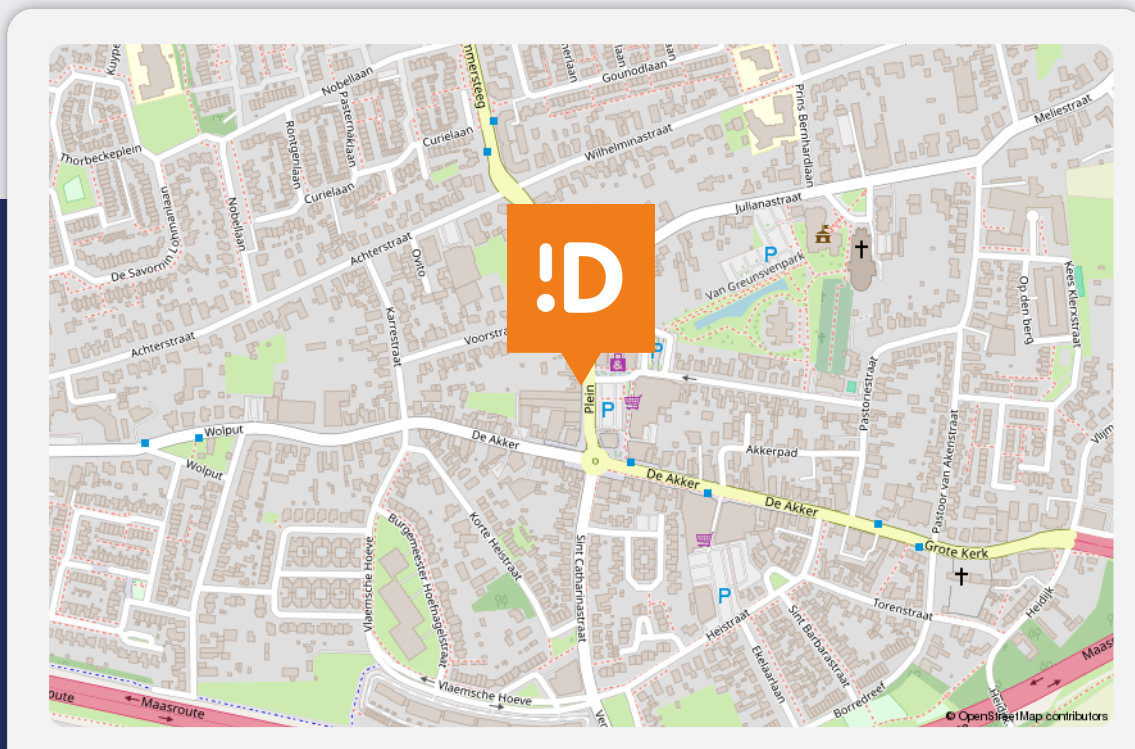 Nobellaan
Gounodlaan
Curielaan
Pasternaklaan
Rontgenlaan
Curielaan
Thorbeckeplein
De Savornin Lohmanlaan
Nobellaan
Wilhelminastraat
Prins Bernhardlaan
Meliestraat
Julianastraat
P
Achterstraat
Ovito
!D
Van Greunsvenpark
Op den berg
Kees Klerxstraat
Achterstraat
Karrestraat
P
Plein
P
Pastoriestraat
Wolput
De Akker
Akkerpad
Wolput
De Akker
De Akker
Pastoor van Akenstraat
Grote Kerk
Korte Heistraat
Burgemeester Hoefnagelstraat
Vlaemsche Hoeve
Sint Catharinastraat
P
Heistraat
Torenstraat
Heidijk
Sint Barbarastraat
Ekelaarlaan
Vlaemsche Hoeve
Maasroute
Borredreef
© OpenStreetMap contributors